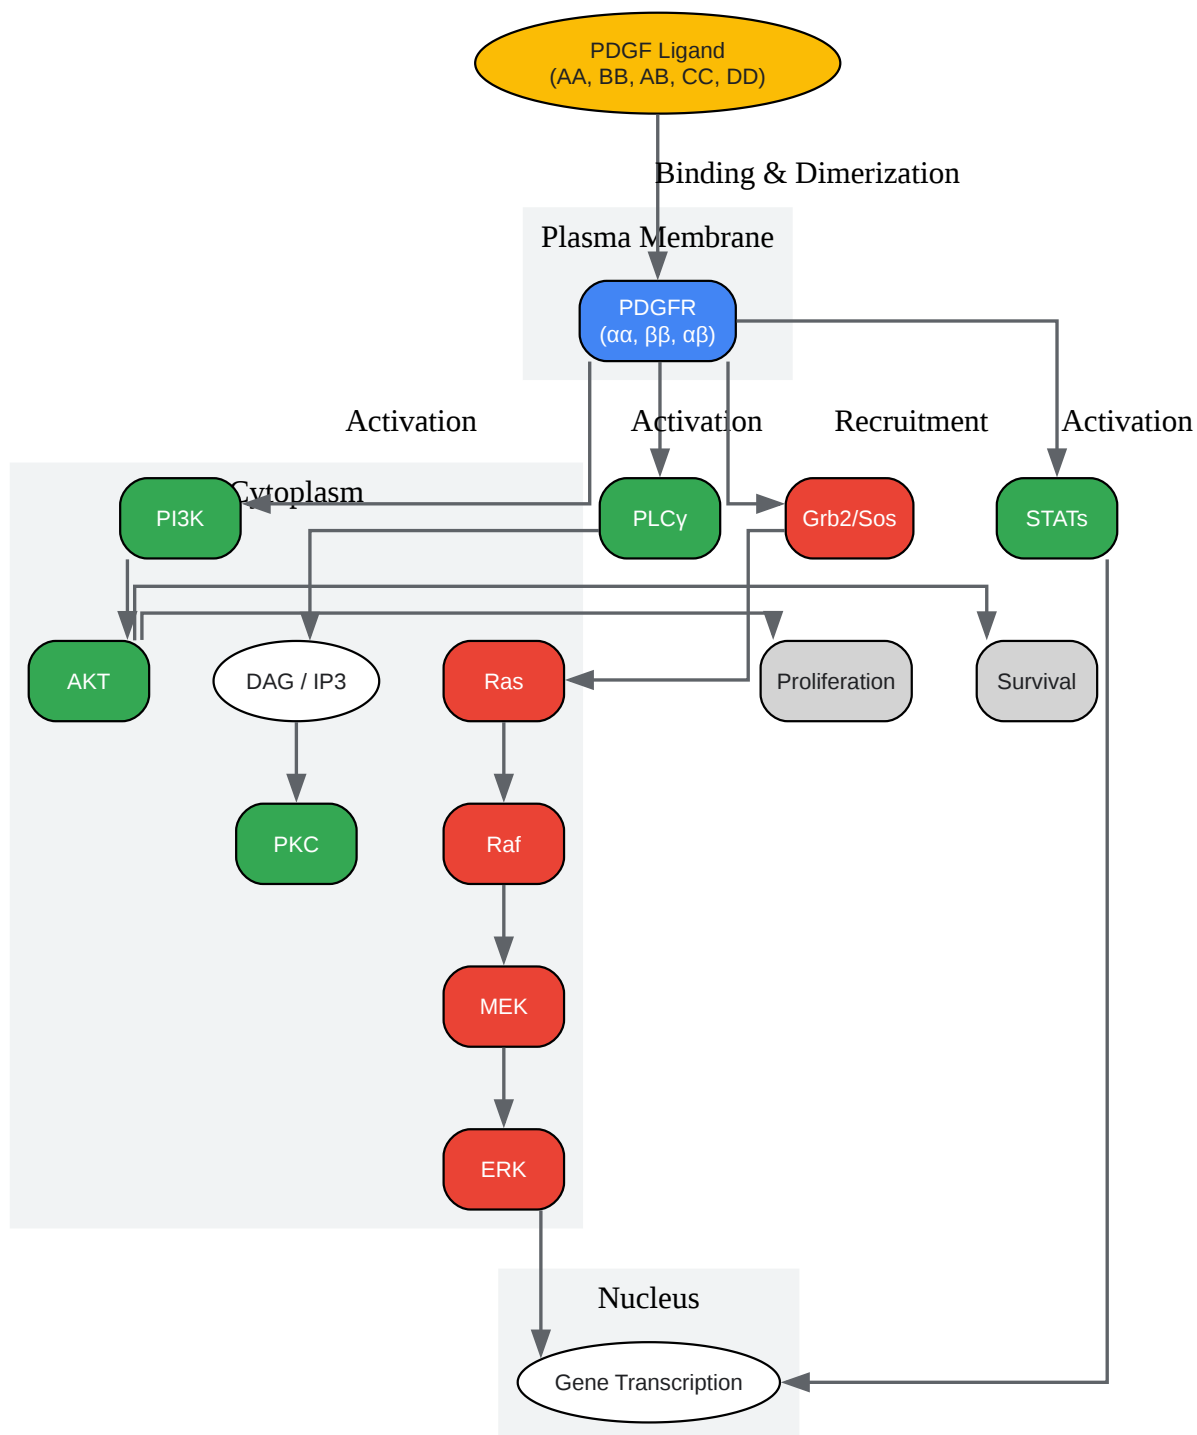 PDGF Ligand
(AA, BB, AB, CC, DD)
Binding & Dimerization
Plasma Membrane
PDGFR
(αα, ββ, αβ)
Activation
Activation
Recruitment
Activation
Cytoplasm
PI3K
PLCγ
Grb2/Sos
STATs
AKT
DAG / IP3
Ras
Proliferation
Survival
PKC
Raf
MEK
ERK
Nucleus
Gene Transcription